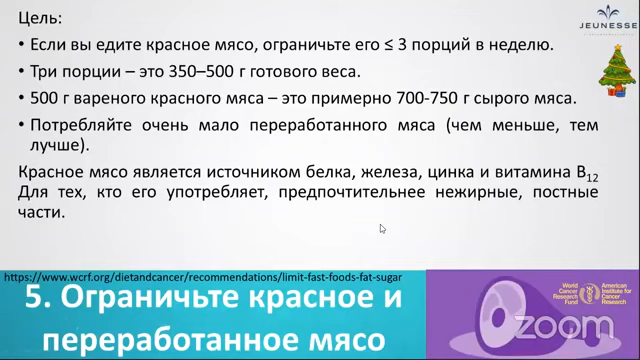 Цель:
JEUNESSE
• Если вы едите красное мясо, ограничьте его ≤ 3 порций в неделю.
• Три порции – это 350–500 г готового веса.
• 500 г вареного красного мяса – это примерно 700-750 г сырого мяса.
• Потребляйте очень мало переработанного мяса (чем меньше, тем
лучше).
Красное мясо является источником белка, железа, цинка и витамина B12
Для тех, кто его употребляет, предпочтительнее нежирные, постные
части.
https://www.wcrf.org/dietandcancer/recommendations/limit-fast-foods-fat-sugar
5. Ограничьте красное и
переработанное мясо
World
Cancer
Research
Fund
American
Institute for
Cancer
Research
zoom